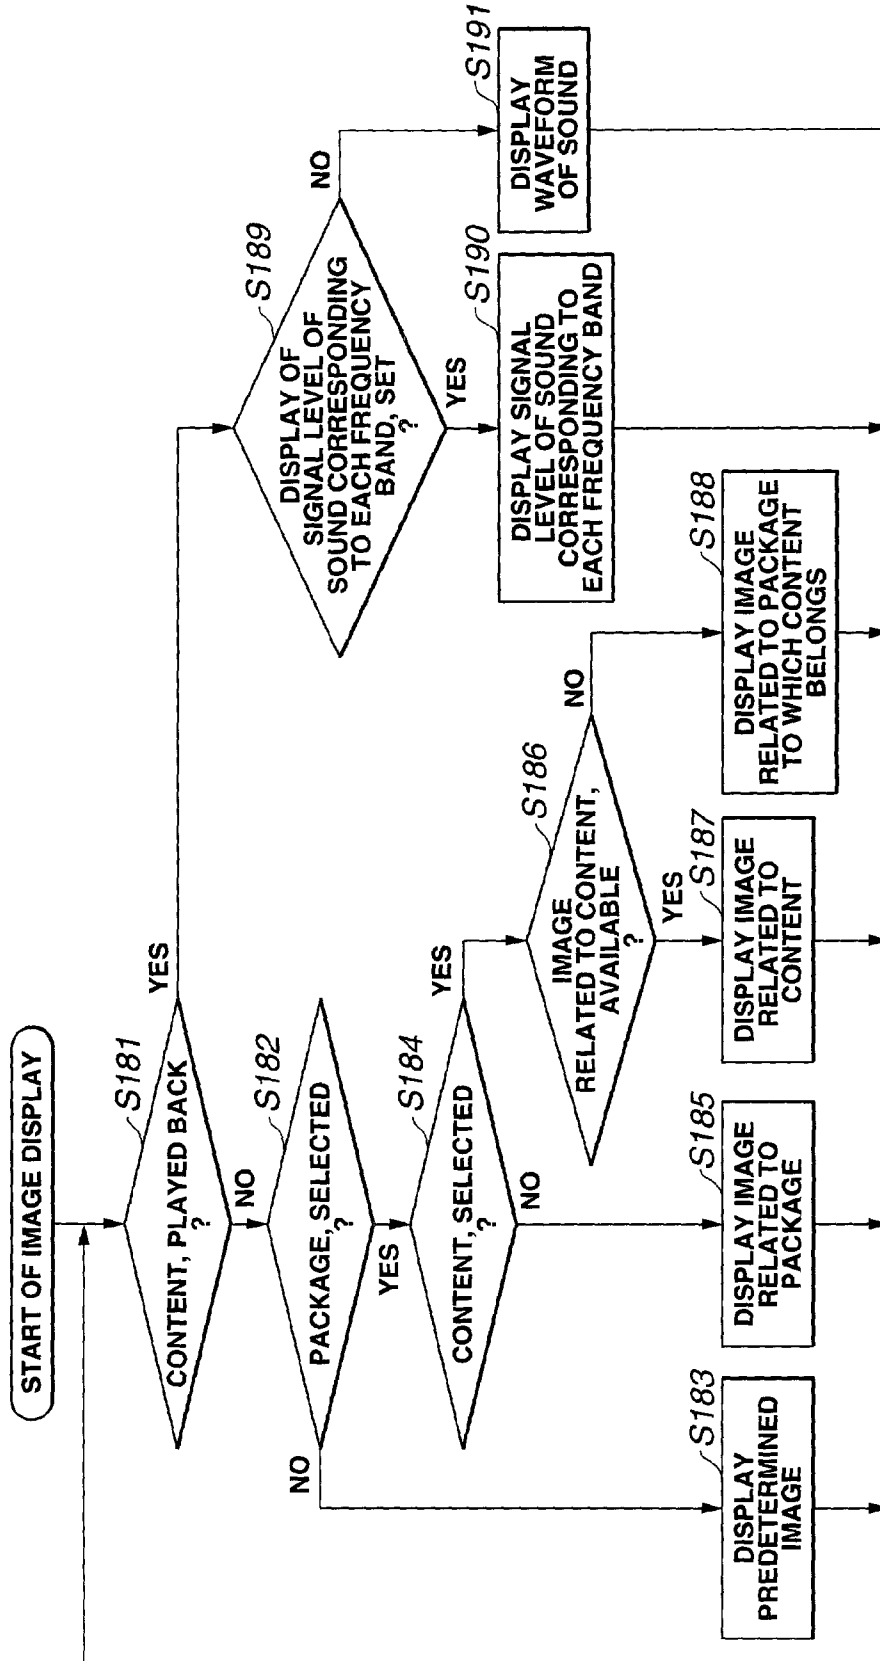 START OF IMAGE DISPLAY
S181
CONTENT, PLAYED BACK
?
YES
NO
S182
PACKAGE, SELECTED
?
NO
YES
S184
CONTENT, SELECTED
?
YES
NO
S183
DISPLAY
PREDETERMINED
IMAGE
S185
DISPLAY IMAGE
RELATED TO
PACKAGE
S186
IMAGE
RELATED TO CONTENT,
AVAILABLE
?
NO
YES
S187
DISPLAY IMAGE
RELATED TO
CONTENT
S188
DISPLAY IMAGE
RELATED TO PACKAGE
TO WHICH CONTENT
BELONGS
S189
DISPLAY OF
SIGNAL LEVEL OF
SOUND CORRESPONDING
TO EACH FREQUENCY
BAND, SET
?
NO
YES
S190
DISPLAY SIGNAL
LEVEL OF SOUND
CORRESPONDING TO
EACH FREQUENCY BAND
S191
DISPLAY
WAVEFORM
OF SOUND